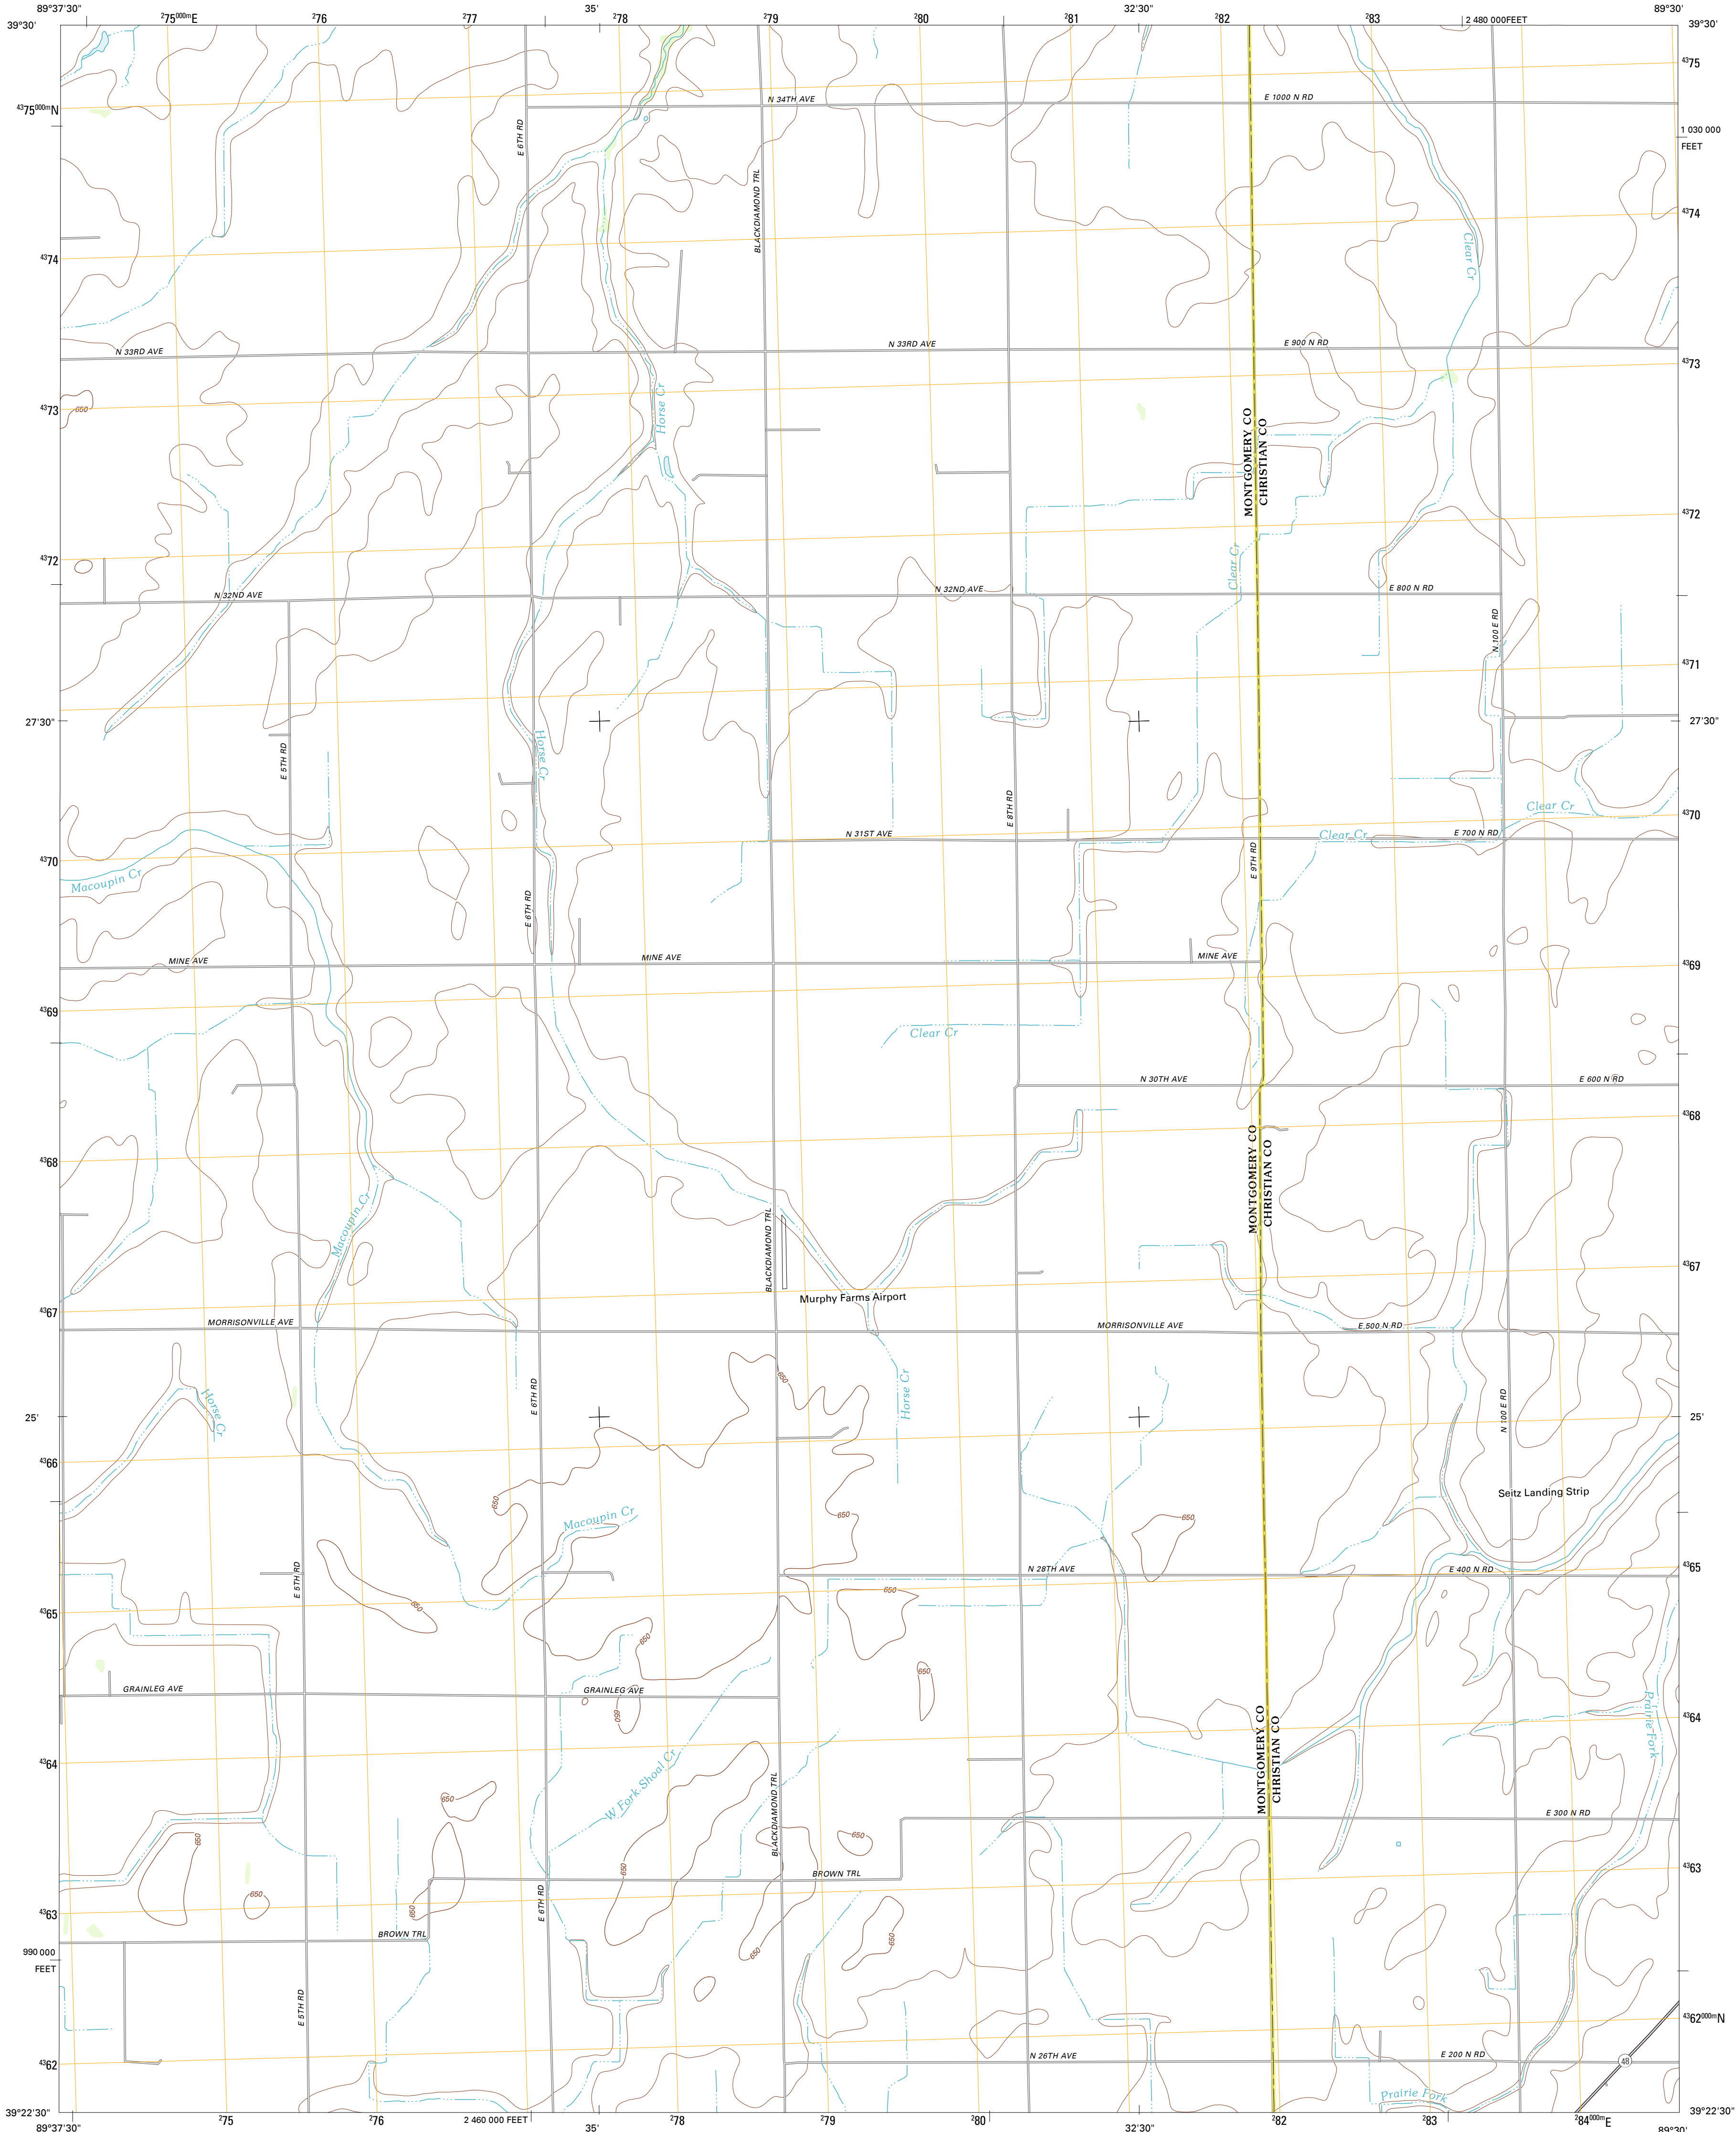 89°37'30" 275000mE 276 277 35' 278 279 280 281 32'30" 282 283 2 480 000FEET 89°30'
39°30' 39°30'
4375
4375000mN
N 34TH AVE E 1000 N RD
E 6TH RD
1 030 000
FEET
BLACKDIAMOND TRL
4374
4374
Clear Cr
N 33RD AVE N 33RD AVE E 900 N RD
4373
4373
650
Horse Cr
MONTGOMERY CO
CHRISTIAN CO
4372
4372
Clear Cr
N 32ND AVE N 32ND AVE E 800 N RD
N 100 E RD
4371
27'30" 27'30"
E 5TH RD
Horse Cr
E 8TH RD
Clear Cr
4370
N 31ST AVE Clear Cr E 700 N RD
4370
E 9TH RD
Macoupin Cr
E 6TH RD
MINE AVE MINE AVE MINE AVE
4369
4369
Clear Cr
N 30TH AVE E 600 N RD
4368
4368
MONTGOMERY CO
CHRISTIAN CO
Macoupin Cr
BLACKDIAMOND TRL
4367
Murphy Farms Airport
4367
MORRISONVILLE AVE MORRISONVILLE AVE E 500 N RD
650
Horse Cr
E 6TH RD
Horse Cr
N 100 E RD
25' 25'
4366
Seitz Landing Strip
650
650
650
Macoupin Cr
4365
N 28TH AVE E 400 N RD
E 5TH RD
650
650
4365
650
650
GRAINLEG AVE GRAINLEG AVE
650
Prairie Fork
4364
MONTGOMERY CO
CHRISTIAN CO
4364
W Fork Shoal Cr
650
BLACKDIAMOND TRL
E 300 N RD
650
650
650
4363
BROWN TRL
650
650
E 6TH RD
4363
BROWN TRL
650
650
990 000
FEET
E 5TH RD
4362000mN
4362
N 26TH AVE E 200 N RD
48
Prairie Fork
39°22'30" 39°22'30"
89°37'30" 275 276 2 460 000 FEET 35' 278 279 280 32'30" 282 283 284000mE 89°30'